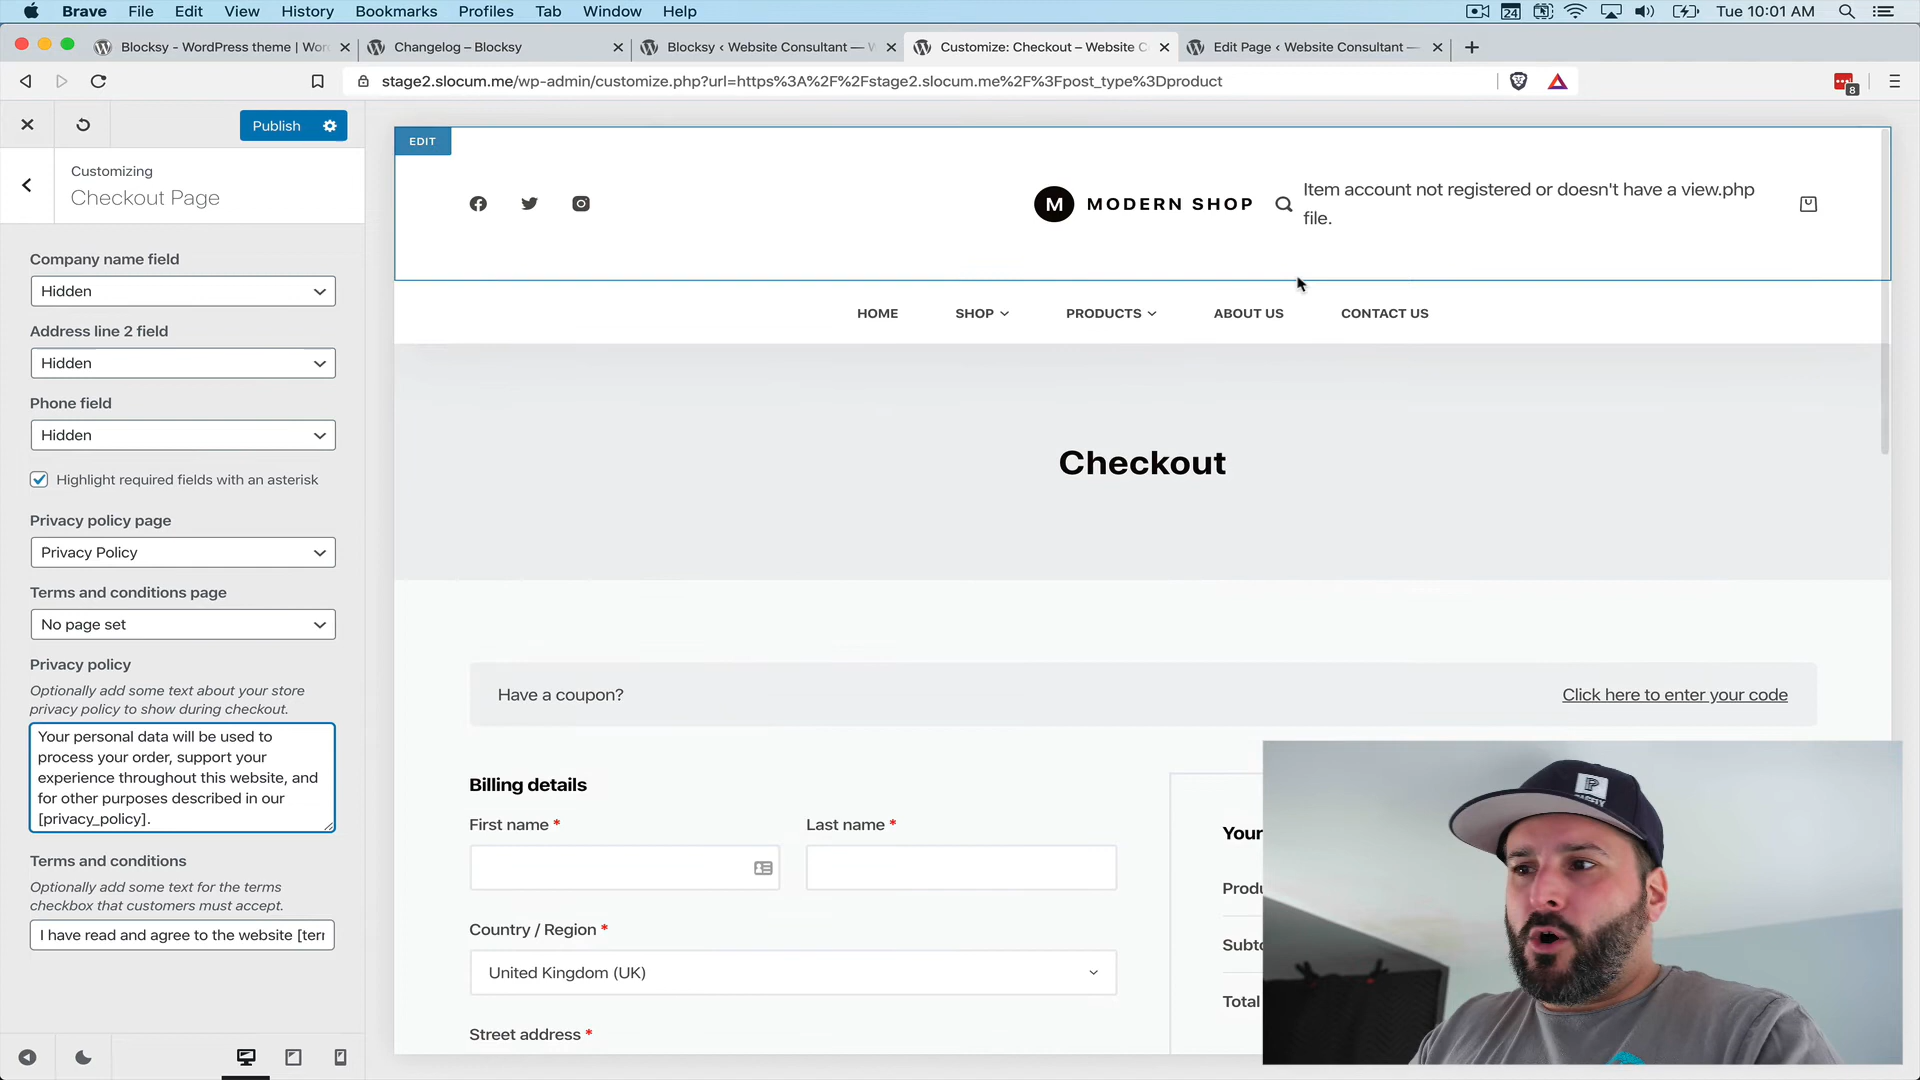 Brave File Edit View History Bookmarks Profiles Tab Window Help 24 Tue 10:01 AM
Blocksy - WordPress theme | Changelog – Blocksy Blocksy ‹ Website Consultant — Customize: Checkout – Website Edit Page ‹ Website Consultant —
stage2.slocum.me/wp-admin/customize.php?url=https%3A%2F%2Fstage2.slocum.me%2F%3Fpost_type%3Dproduct 8
Publish
Customizing
Checkout Page
Company name field
Hidden
Address line 2 field
Hidden
Phone field
Hidden
Highlight required fields with an asterisk
Privacy policy page
Privacy Policy
Terms and conditions page
No page set
Privacy policy
Optionally add some text about your store
privacy policy to show during checkout.
Your personal data will be used to
process your order, support your
experience throughout this website, and
for other purposes described in our
[privacy_policy].
Terms and conditions
Optionally add some text for the terms
checkbox that customers must accept.
I have read and agree to the website [terr
EDIT
M MODERN SHOP
Item account not registered or doesn't have a view.php
file.
HOME SHOP PRODUCTS ABOUT US CONTACT US
Checkout
Have a coupon? Click here to enter your code
Billing details
First name * Last name *
Country / Region *
United Kingdom (UK)
Street address *
Your
Produ
Subto
Total
P